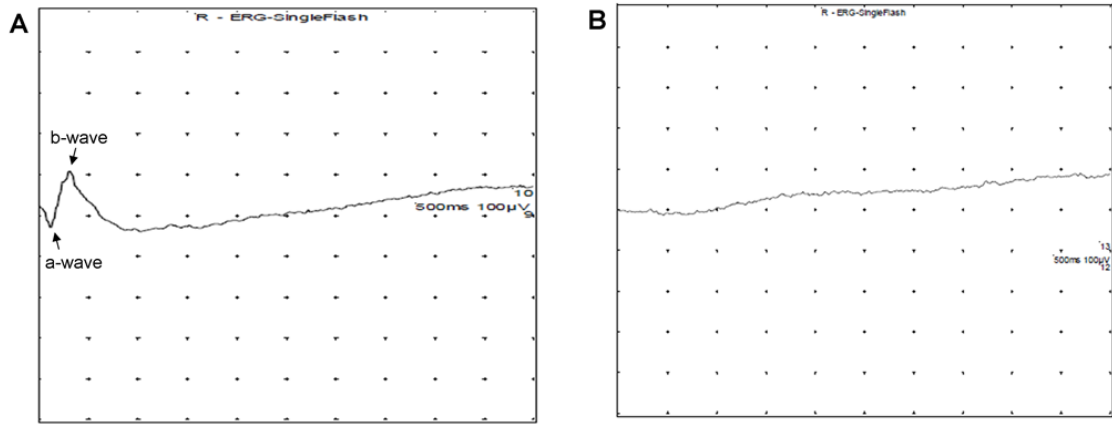 A
R - ERG-SingleFlash
b-wave
a-wave
10
500ms 100µV
9
B
R - ERG-SingleFlash
13
500ms 100µV
12